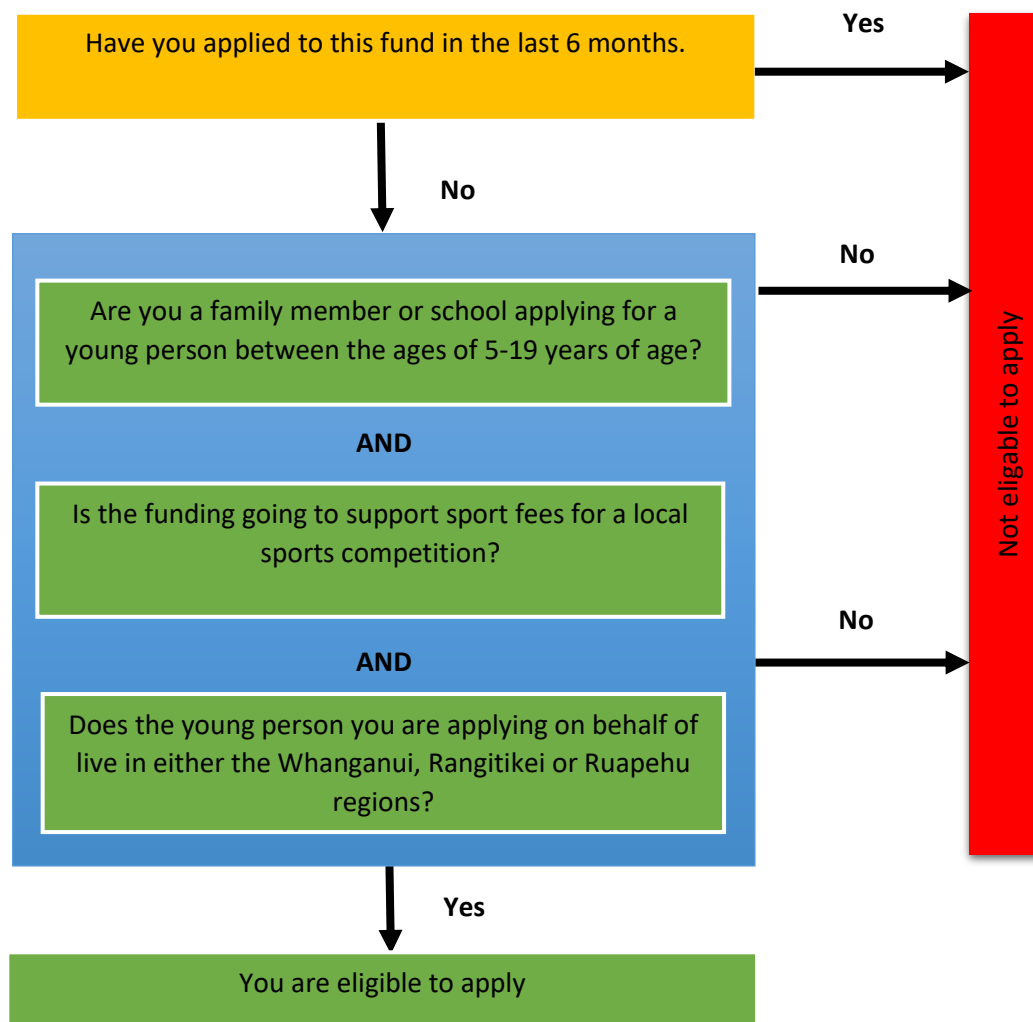 Have you applied to this fund in the last 6 months.
Yes
No
No
Are you a family member or school applying for a
young person between the ages of 5-19 years of age?
AND
Is the funding going to support sport fees for a local
sports competition?
No
AND
Does the young person you are applying on behalf of
live in either the Whanganui, Rangitikei or Ruapehu
regions?
Not eligable to apply
Yes
You are eligible to apply